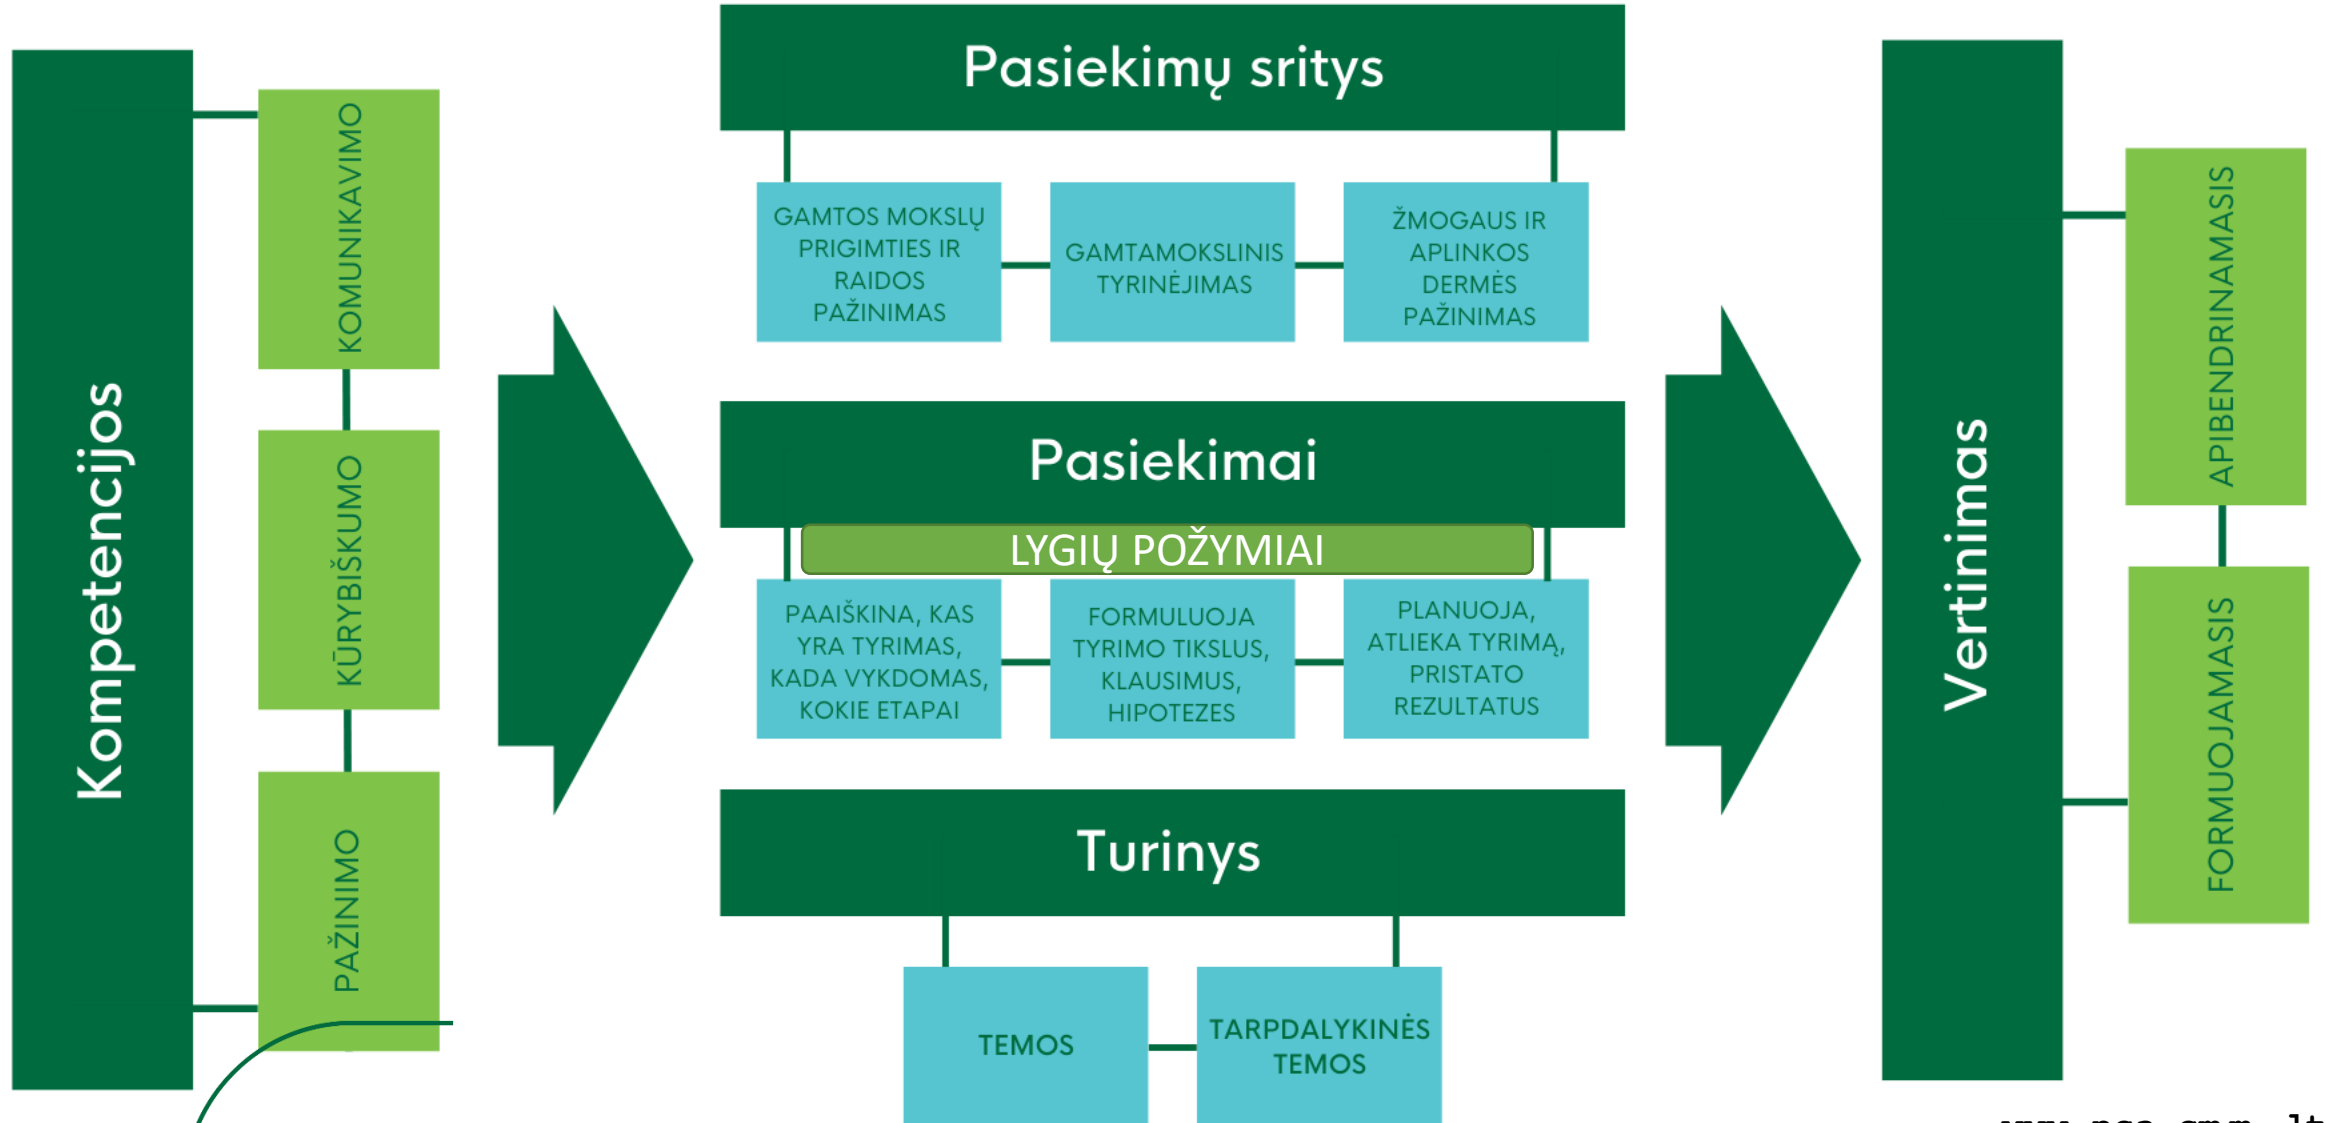 Kompetencijos
KOMUNIKAVIMO
KŪRYBIŠKUMO
PAŽINIMO
Pasiekimų sritys
GAMTOS MOKSLŲ
PRIGIMTIES IR
RAIDOS
PAŽINIMAS
GAMTAMOKSLINIS
TYRINĖJIMAS
ŽMOGAUS IR
APLINKOS
DERMĖS
PAŽINIMAS
Pasiekimai
LYGIŲ POŽYMIAI
PAAIŠKINA, KAS
YRA TYRIMAS,
KADA VYKDOMAS,
KOKIE ETAPAI
FORMULUOJA
TYRIMO TIKSLUS,
KLAUSIMUS,
HIPOTEZES
PLANUOJA,
ATLIEKA TYRIMĄ,
PRISTATO
REZULTATUS
Turinys
TEMOS
TARPDALYKINĖS
TEMOS
Vertinimas
APIBENDRINAMASIS
FORMUOJAMASIS